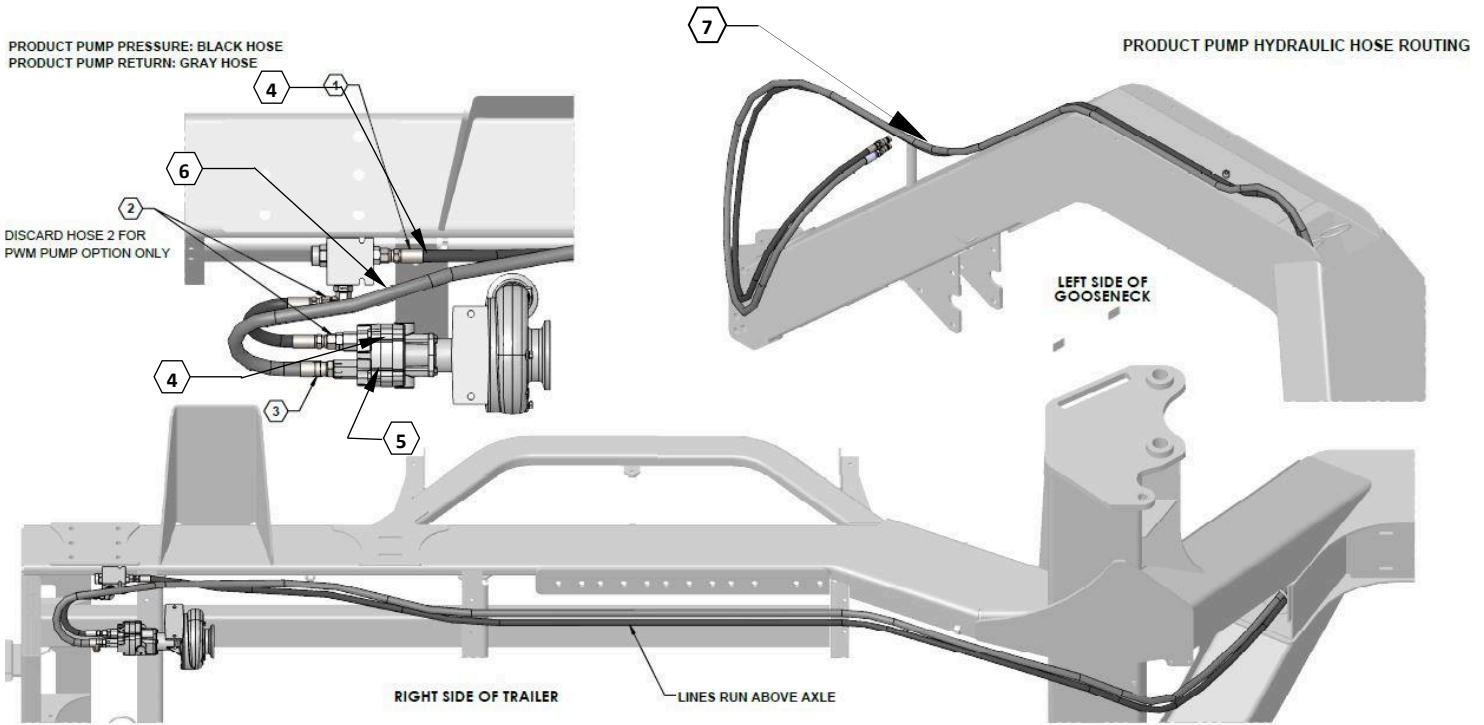 PRODUCT PUMP PRESSURE: BLACK HOSE
PRODUCT PUMP RETURN: GRAY HOSE
4
1
6
2
DISCARD HOSE 2 FOR
PWM PUMP OPTION ONLY
4
3
5
7
PRODUCT PUMP HYDRAULIC HOSE ROUTING
LEFT SIDE OF
GOOSENECK
RIGHT SIDE OF TRAILER
LINES RUN ABOVE AXLE